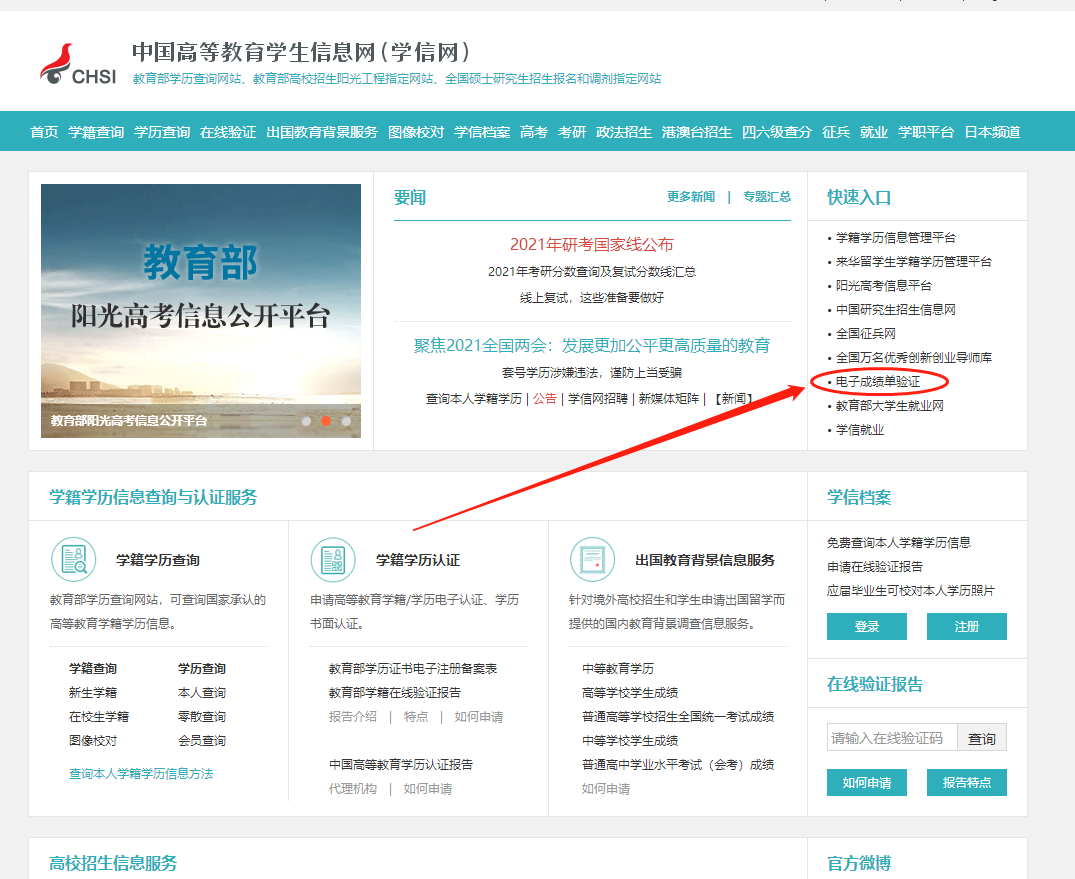 CHSI
中国高等教育学生信息网(学信网)
教育部学历查询网站、教育部高校招生阳光工程指定网站、全国硕士研究生招生报名和调剂指定网站
首页 学籍查询 学历查询 在线验证 出国教育背景服务 图像校对 学信档案 高考 考研 政法招生 港澳台招生 四六级查分 征兵 就业 学职平台 日本频道
教育部
阳光高考信息公开平台
教育部阳光高考信息公开平台
要闻
更多新闻 | 专题汇总
2021年研考国家线公布
2021年考研分数查询及复试分数线汇总
线上复试，这些准备要做好
聚焦2021全国两会：发展更加公平更高质量的教育
套号学历涉嫌违法，谨防上当受骗
查询本人学籍学历 | 公告 | 学信网招聘 | 新媒体矩阵 | 【新闻】
快速入口
• 学籍学历信息管理平台
• 来华留学生学籍学历管理平台
• 阳光高考信息平台
• 中国研究生招生信息网
• 全国征兵网
• 全国万名优秀创新创业导师库
• 电子成绩单验证
• 教育部大学生就业网
• 学信就业
学籍学历信息查询与认证服务
学籍学历查询
教育部学历查询网站，可查询国家承认的
高等教育学籍学历信息。
学籍查询 学历查询
新生学籍 本人查询
在校生学籍 零散查询
图像校对 会员查询
查询本人学籍学历信息方法
学籍学历认证
申请高等教育学籍/学历电子认证、学历
书面认证。
教育部学历证书电子注册备案表
教育部学籍在线验证报告
报告介绍 | 特点 | 如何申请
中国高等教育学历认证报告
代理机构 | 如何申请
出国教育背景信息服务
针对境外高校招生和学生申请出国留学而
提供的国内教育背景调查信息服务。
中等教育学历
高等学校学生成绩
普通高等学校招生全国统一考试成绩
中等学校学生成绩
普通高中学业水平考试（会考）成绩
如何申请
学信档案
免费查询本人学籍学历信息
申请在线验证报告
应届毕业生可校对本人学历照片
登录 注册
在线验证报告
请输入在线验证码 查询
如何申请 报告特点
高校招生信息服务
官方微博